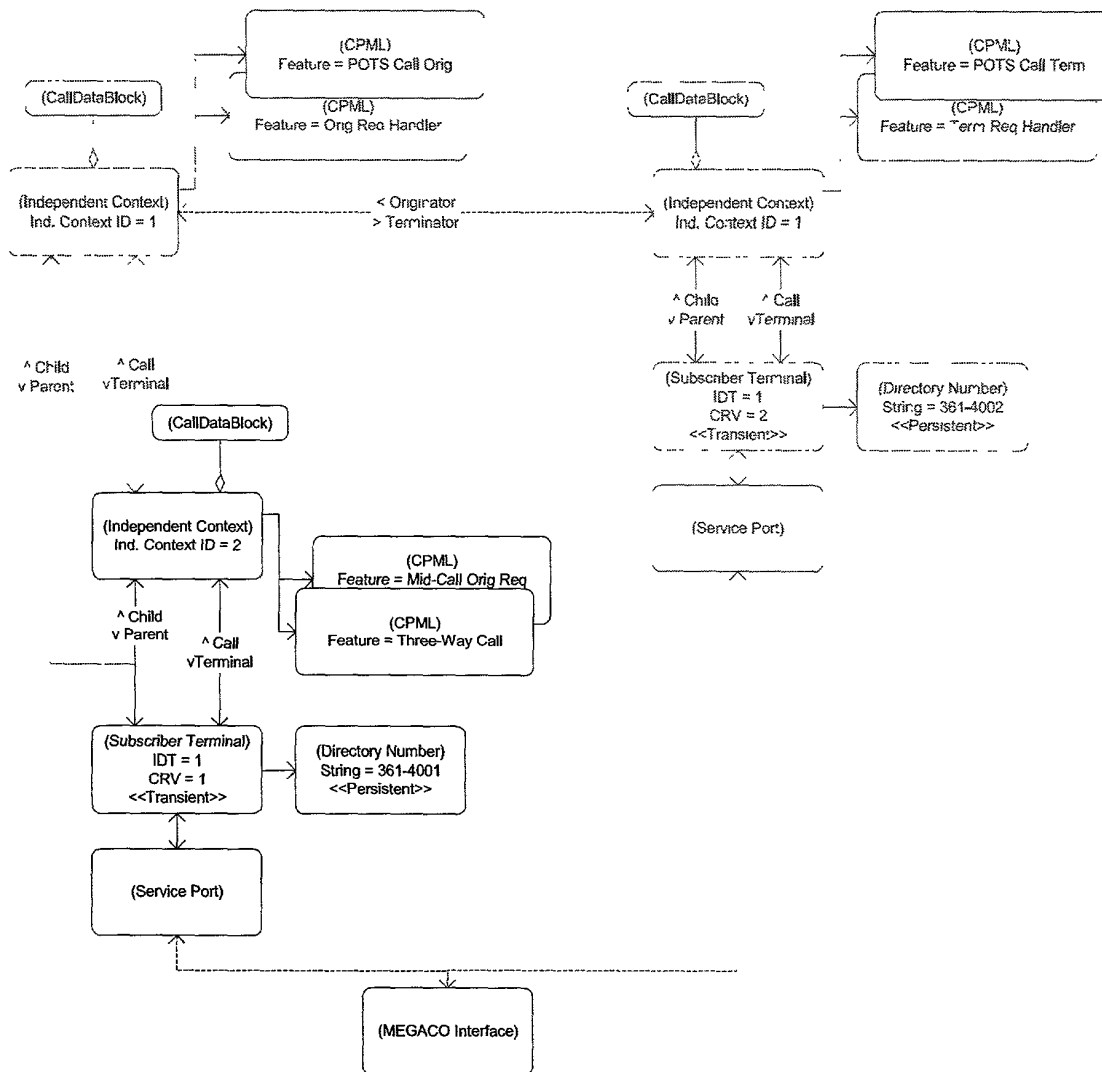 (CPML)
Feature = POTS Call Orig
(CallDataBlock)
(CPML)
Feature = Orig Req Handler
(Independent Context)
Ind. Context ID = 1
< Originator
> Terminator
(CPML)
Feature = POTS Call Term
(CallDataBlock)
(CPML)
Feature = Term Req Handler
(Independent Context)
Ind. Context ID = 1
^ Child
v Parent
^ Call
vTerminal
(Subscriber Terminal)
IDT = 1
CRV = 2
<<Transient>>
(Directory Number)
String = 361-4002
<<Persistent>>
(Service Port)
^ Child
v Parent
^ Call
vTerminal
(CallDataBlock)
(Independent Context)
Ind. Context ID = 2
(CPML)
Feature = Mid-Call Orig Req
(CPML)
Feature = Three-Way Call
^ Child
v Parent
^ Call
vTerminal
(Subscriber Terminal)
IDT = 1
CRV = 1
<<Transient>>
(Directory Number)
String = 361-4001
<<Persistent>>
(Service Port)
(MEGACO Interface)